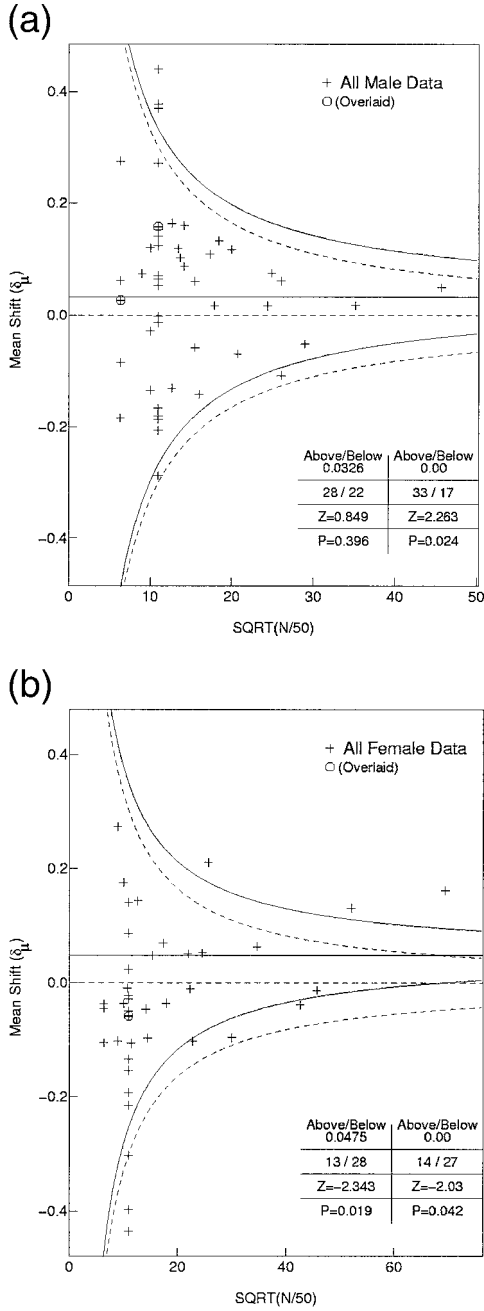 (a)
+ All Male Data
(Overlaid)
0.4
0.2
0.0
−0.2
−0.4
Mean Shift (δμ)
Above/Below Above/Below
0.0326 0.00
28 / 22 33 / 17
Z=0.849 Z=2.263
P=0.396 P=0.024
0 10 20 30 40 50
SQRT(N/50)
(b)
+ All Female Data
(Overlaid)
0.4
0.2
0.0
−0.2
−0.4
Mean Shift (δμ)
Above/Below Above/Below
0.0475 0.00
13 / 28 14 / 27
Z=−2.343 Z=−2.03
P=0.019 P=0.042
0 20 40 60
SQRT(N/50)